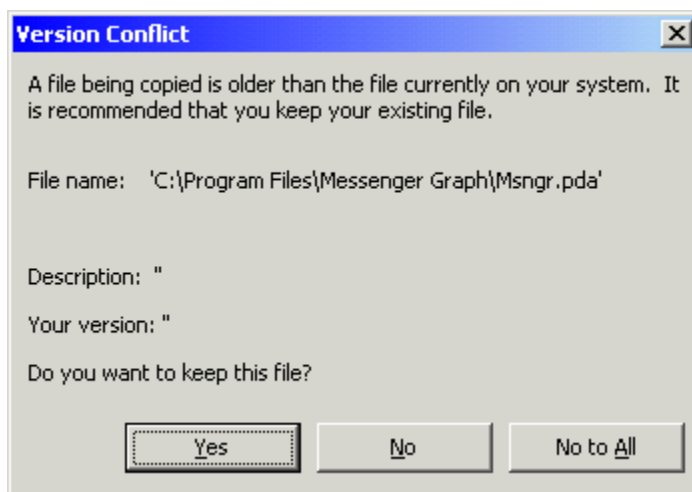 Version Conflict
A file being copied is older than the file currently on your system.  It
is recommended that you keep your existing file.
File name:   'C:\Program Files\Messenger Graph\Msngr.pda'
Description:  "
Your version: "
Do you want to keep this file?
Yes No No to All